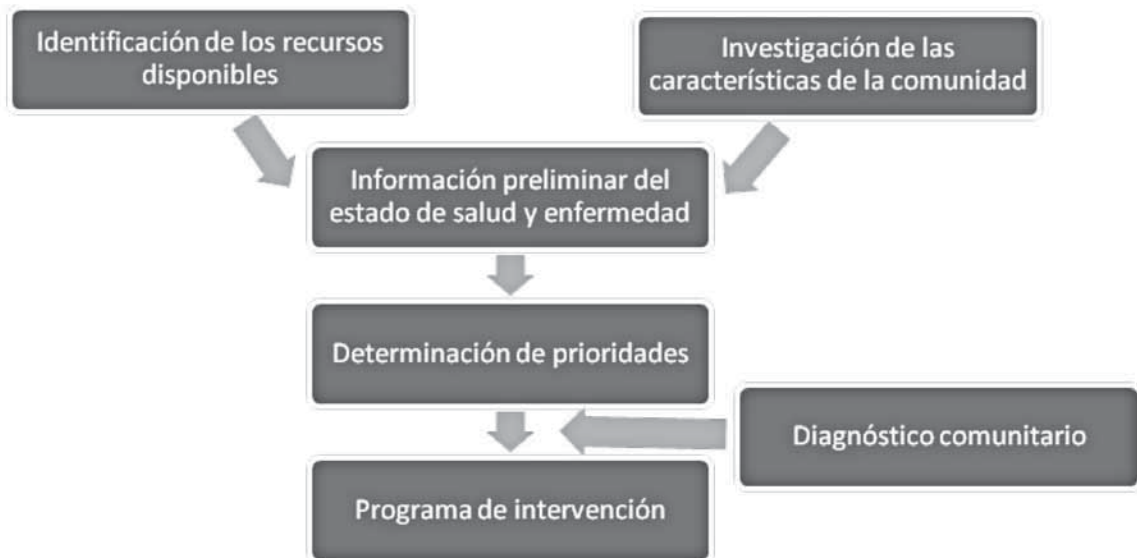 Identificación de los recursos
disponibles
Investigación de las
características de la comunidad
Información preliminar del
estado de salud y enfermedad
Determinación de prioridades
Diagnóstico comunitario
Programa de intervención